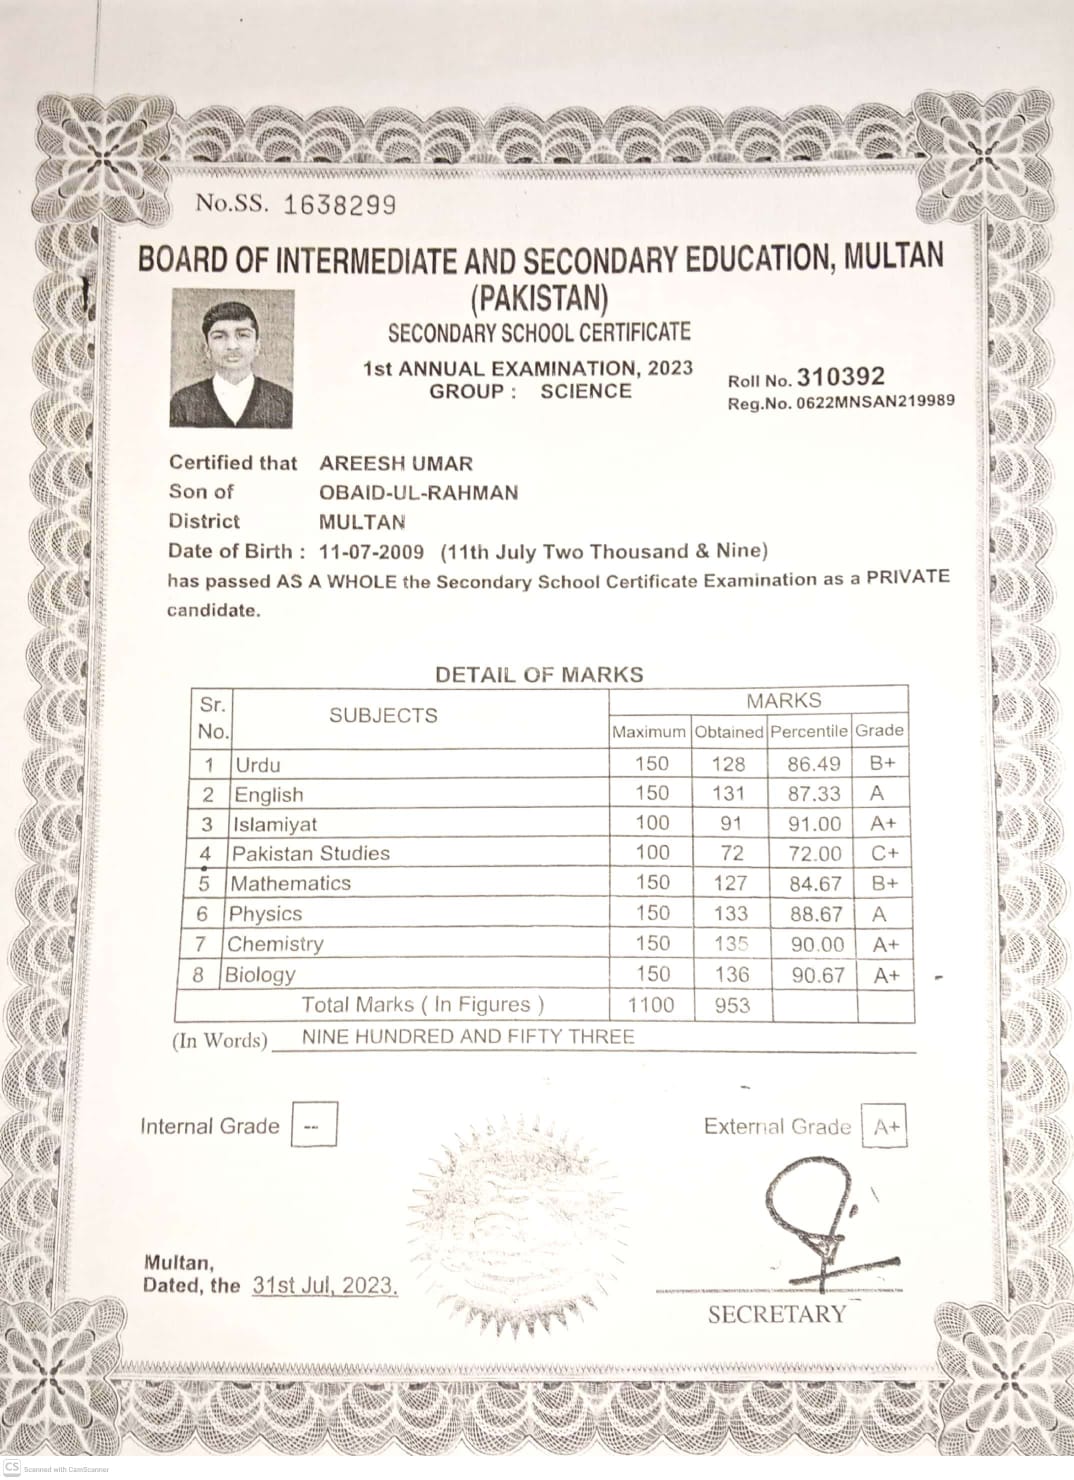 No.SS. 1638299
BOARD OF INTERMEDIATE AND SECONDARY EDUCATION, MULTAN
(PAKISTAN)
SECONDARY SCHOOL CERTIFICATE
1st ANNUAL EXAMINATION, 2023
GROUP : SCIENCE
Roll No. 310392
Reg.No. 0622MNSAN219989
Certified that AREESH UMAR
Son of OBAID-UL-RAHMAN
District MULTAN
Date of Birth : 11-07-2009 (11th July Two Thousand & Nine)
has passed AS A WHOLE the Secondary School Certificate Examination as a PRIVATE
candidate.
DETAIL OF MARKS
Sr. No. SUBJECTS MARKS
Maximum Obtained Percentile Grade
1 Urdu 150 128 86.49 B+
2 English 150 131 87.33 A
3 Islamiyat 100 91 91.00 A+
4 Pakistan Studies 100 72 72.00 C+
5 Mathematics 150 127 84.67 B+
6 Physics 150 133 88.67 A
7 Chemistry 150 135 90.00 A+
8 Biology 150 136 90.67 A+
Total Marks ( In Figures ) 1100 953
(In Words) NINE HUNDRED AND FIFTY THREE
Internal Grade --
External Grade A+
Multan,
Dated, the 31st Jul, 2023.
SECRETARY
CS Scanned with CamScanner